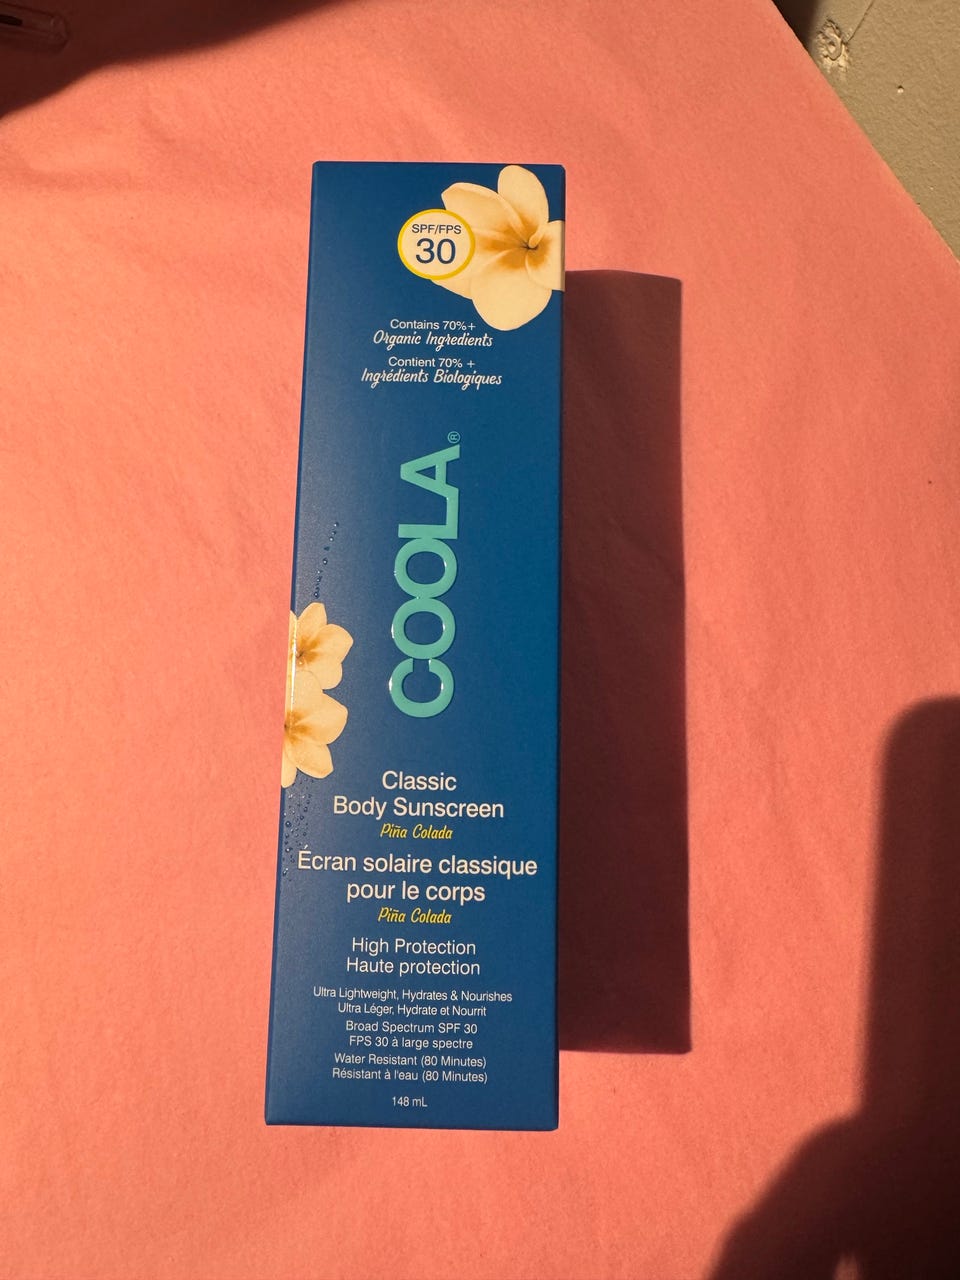 SPF/FPS
30
Contains 70%+
Organic Ingredients
Contient 70% +
Ingrédients Biologiques
COOLA®
Classic
Body Sunscreen
Piña Colada
Écran solaire classique
pour le corps
Piña Colada
High Protection
Haute protection
Ultra Lightweight, Hydrates & Nourishes
Ultra Léger, Hydrate et Nourrit
Broad Spectrum SPF 30
FPS 30 à large spectre
Water Resistant (80 Minutes)
Résistant à l'eau (80 Minutes)
148 mL